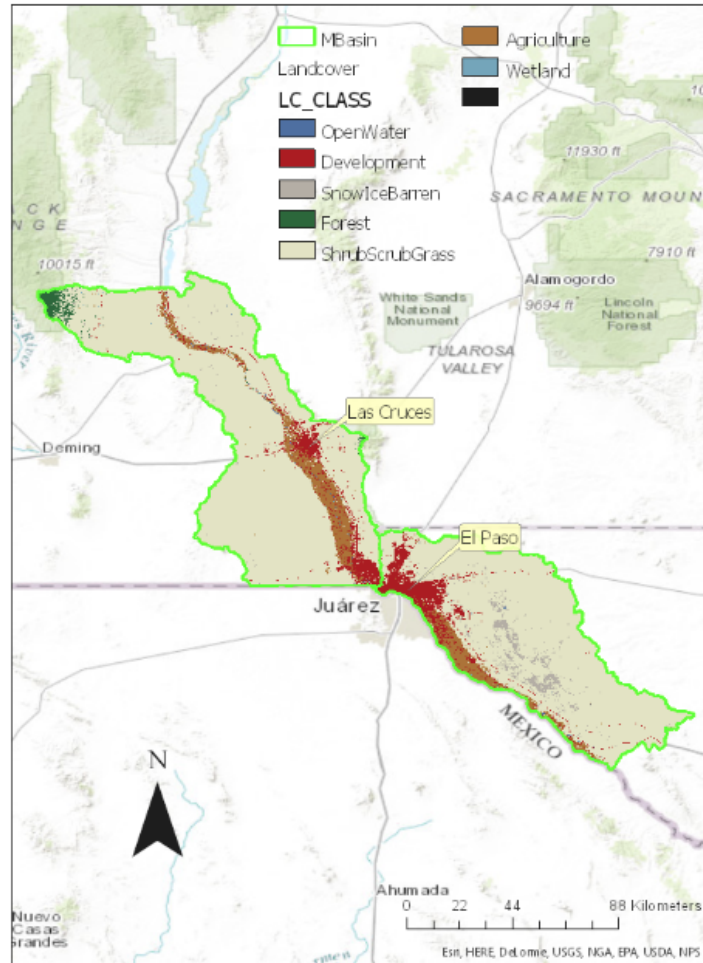 MBasin
Landcover
LC_CLASS
OpenWater
Development
SnowIceBarren
Forest
ShrubScrubGrass
Agriculture
Wetland
11930 ft
SACRAMENTO MOUN
7910 ft
10015 ft
Alamogordo
White Sands
National
Monument
9694 ft
Lincoln
National
Forest
TULAROSA
VALLEY
Las Cruces
Deming
El Paso
Juárez
MEXICO
N
Ahumada
0 22 44 88 Kilometers
Nuevo
Casas
Grandes
Esri, HERE, DeLorme, USGS, NGA, EPA, USDA, NPS